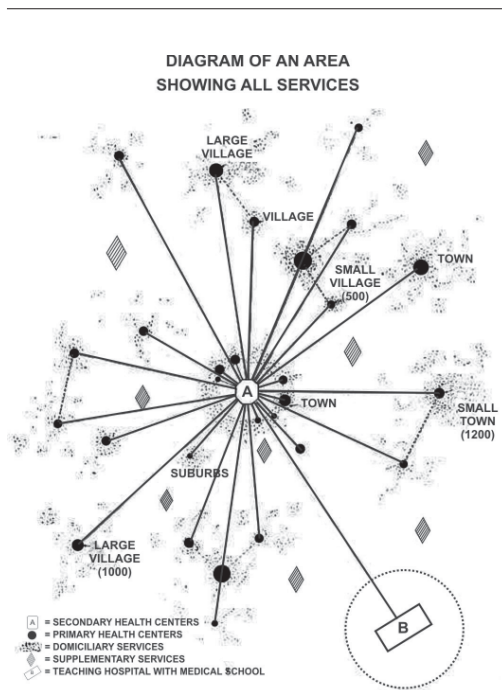 DIAGRAM OF AN AREA
SHOWING ALL SERVICES
LARGE
VILLAGE
VILLAGE
TOWN
SMALL
VILLAGE
(500)
A
TOWN
SMALL
TOWN
(1200)
SUBURBS
LARGE
VILLAGE
(1000)
B
A = SECONDARY HEALTH CENTERS
= PRIMARY HEALTH CENTERS
= DOMICILIARY SERVICES
= SUPPLEMENTARY SERVICES
B = TEACHING HOSPITAL WITH MEDICAL SCHOOL